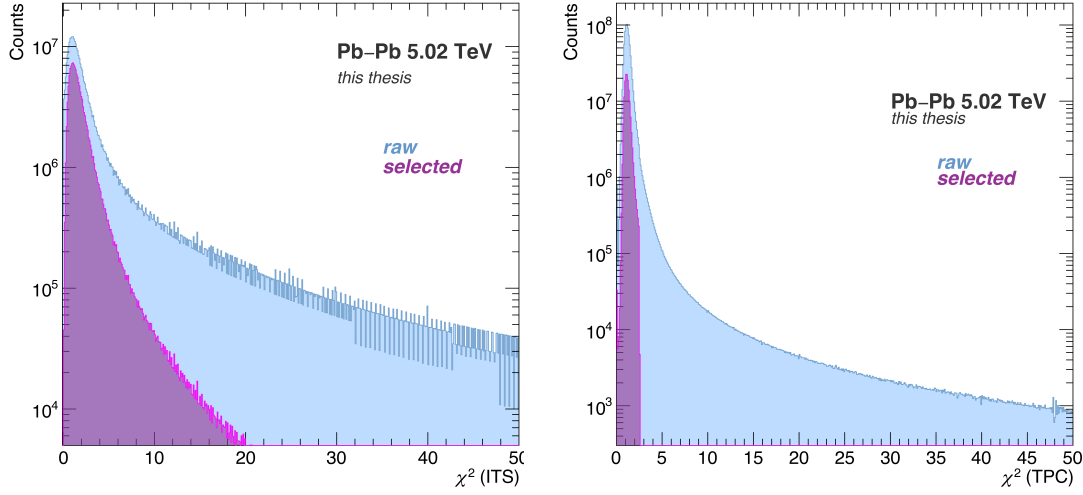 Counts
10⁷
10⁶
10⁵
10⁴
0 10 20 30 40 50
χ² (ITS)
Pb–Pb 5.02 TeV
this thesis
raw
selected
Counts
10⁸
10⁷
10⁶
10⁵
10⁴
10³
0 5 10 15 20 25 30 35 40 45 50
χ² (TPC)
Pb–Pb 5.02 TeV
this thesis
raw
selected